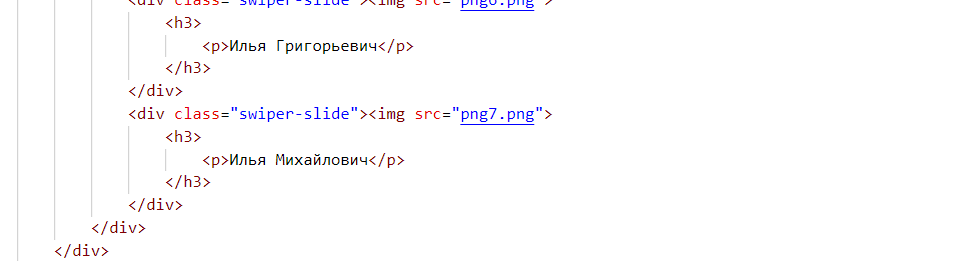 <div class="swiper-slide"><img src="png6.png">
<h3>
<p>Илья Григорьевич</p>
</h3>
</div>
<div class="swiper-slide"><img src="png7.png">
<h3>
<p>Илья Михайлович</p>
</h3>
</div>
</div>
</div>